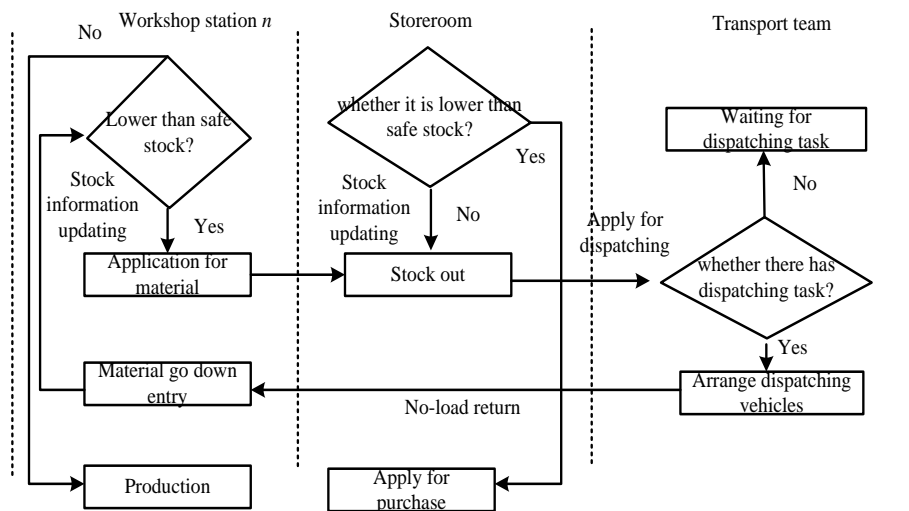 Workshop station n
Storeroom
Transport team
No
Lower than safe
stock?
whether it is lower than
safe stock?
Waiting for
dispatching task
Yes
Stock
information
updating
Stock
information
updating
No
Yes
No
Apply for
dispatching
Application for
material
Stock out
whether there has
dispatching task?
Yes
Material go down
entry
No-load return
Arrange dispatching
vehicles
Production
Apply for
purchase